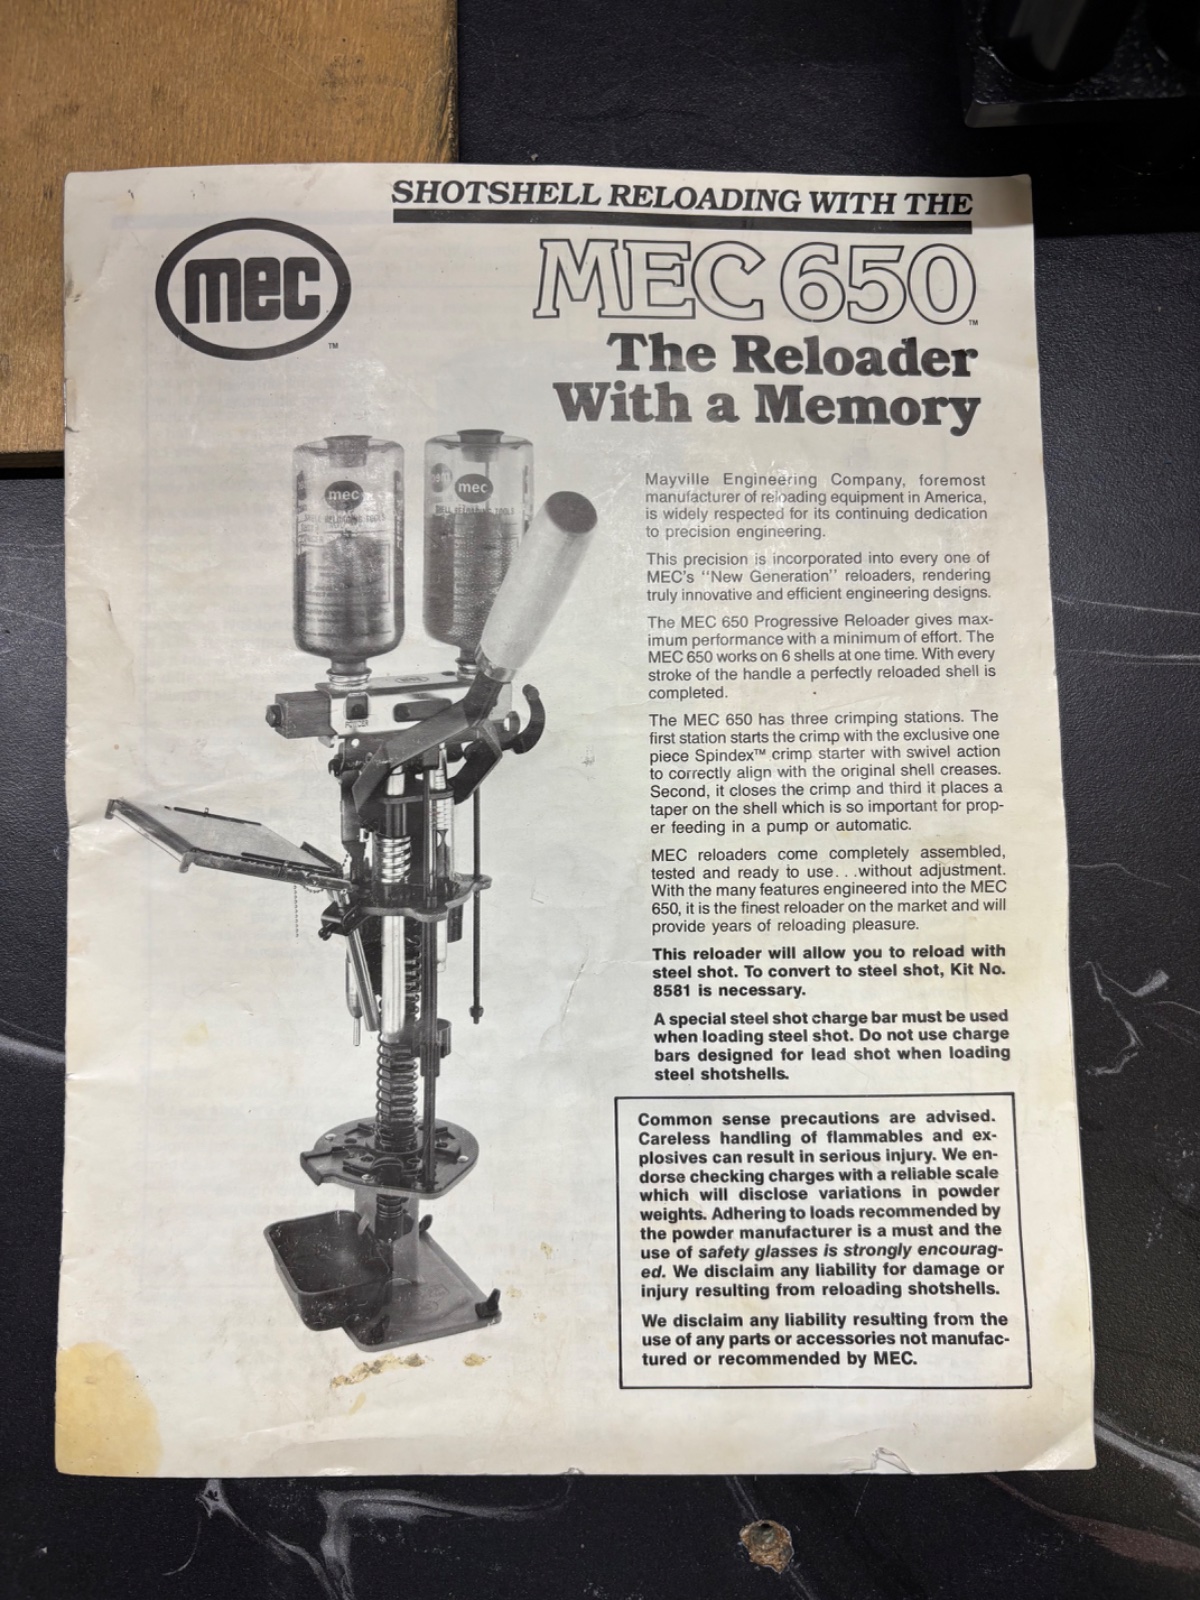 SHOTSHELL RELOADING WITH THE
mec
TM
MEC 650
TM
The Reloader
With a Memory
mec
mec
SHELL RELOADING TOOLS
POWDER
Mayville Engineering Company, foremost
manufacturer of reloading equipment in America,
is widely respected for its continuing dedication
to precision engineering.
This precision is incorporated into every one of
MEC's "New Generation" reloaders, rendering
truly innovative and efficient engineering designs.
The MEC 650 Progressive Reloader gives max-
imum performance with a minimum of effort. The
MEC 650 works on 6 shells at one time. With every
stroke of the handle a perfectly reloaded shell is
completed.
The MEC 650 has three crimping stations. The
first station starts the crimp with the exclusive one
piece Spindex™ crimp starter with swivel action
to correctly align with the original shell creases.
Second, it closes the crimp and third it places a
taper on the shell which is so important for prop-
er feeding in a pump or automatic.
MEC reloaders come completely assembled,
tested and ready to use. . .without adjustment.
With the many features engineered into the MEC
650, it is the finest reloader on the market and will
provide years of reloading pleasure.
This reloader will allow you to reload with
steel shot. To convert to steel shot, Kit No.
8581 is necessary.
A special steel shot charge bar must be used
when loading steel shot. Do not use charge
bars designed for lead shot when loading
steel shotshells.
Common sense precautions are advised.
Careless handling of flammables and ex-
plosives can result in serious injury. We en-
dorse checking charges with a reliable scale
which will disclose variations in powder
weights. Adhering to loads recommended by
the powder manufacturer is a must and the
use of safety glasses is strongly encourag-
ed. We disclaim any liability for damage or
injury resulting from reloading shotshells.
We disclaim any liability resulting from the
use of any parts or accessories not manufac-
tured or recommended by MEC.